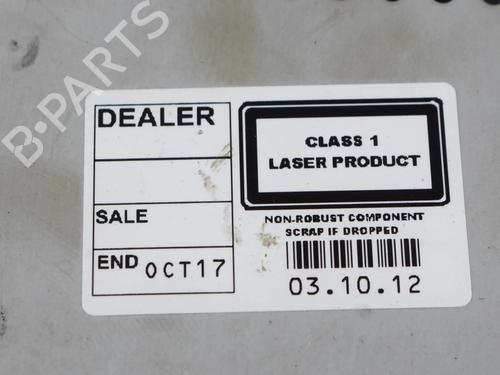 B-PARTS
DEALER
SALE
END OCT17
CLASS 1
LASER PRODUCT
NON-ROBUST COMPONENT
SCRAP IF DROPPED
03.10.12